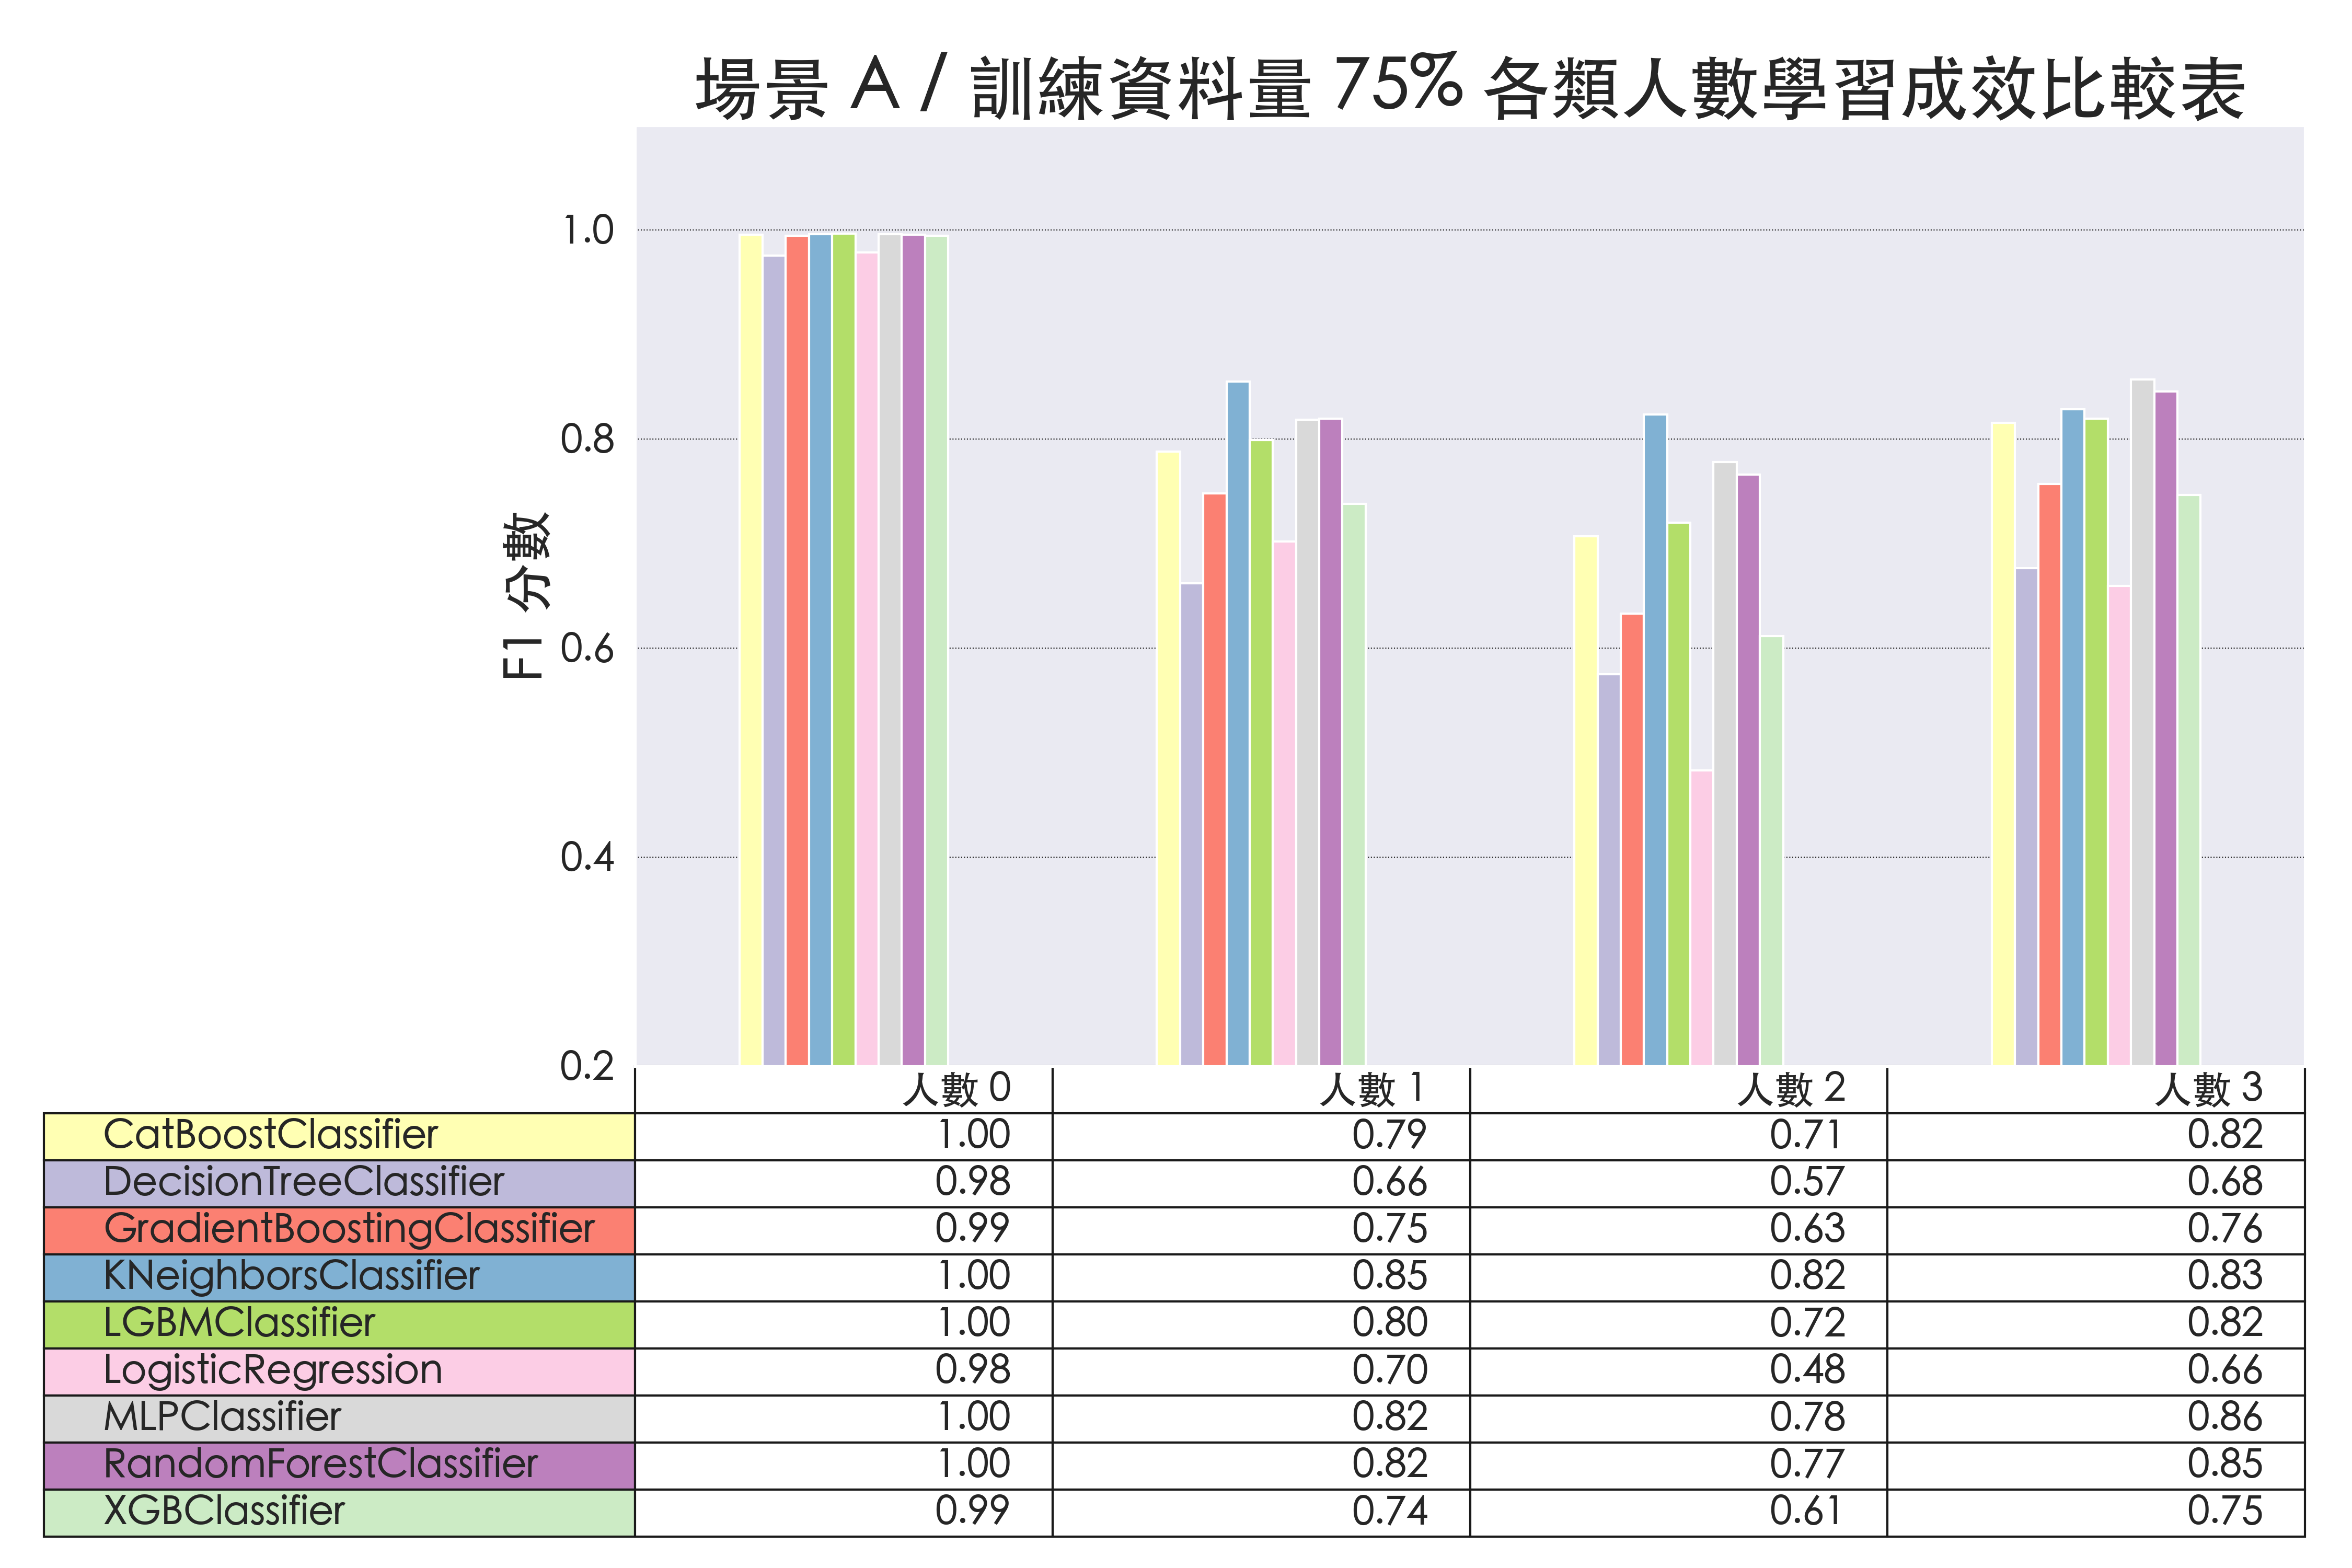 場景 A / 訓練資料量 75% 各類人數學習成效比較表
F1 分數
1.0
0.8
0.6
0.4
0.2
人數 0 人數 1 人數 2 人數 3
CatBoostClassifier 1.00 0.79 0.71 0.82
DecisionTreeClassifier 0.98 0.66 0.57 0.68
GradientBoostingClassifier 0.99 0.75 0.63 0.76
KNeighborsClassifier 1.00 0.85 0.82 0.83
LGBMClassifier 1.00 0.80 0.72 0.82
LogisticRegression 0.98 0.70 0.48 0.66
MLPClassifier 1.00 0.82 0.78 0.86
RandomForestClassifier 1.00 0.82 0.77 0.85
XGBClassifier 0.99 0.74 0.61 0.75